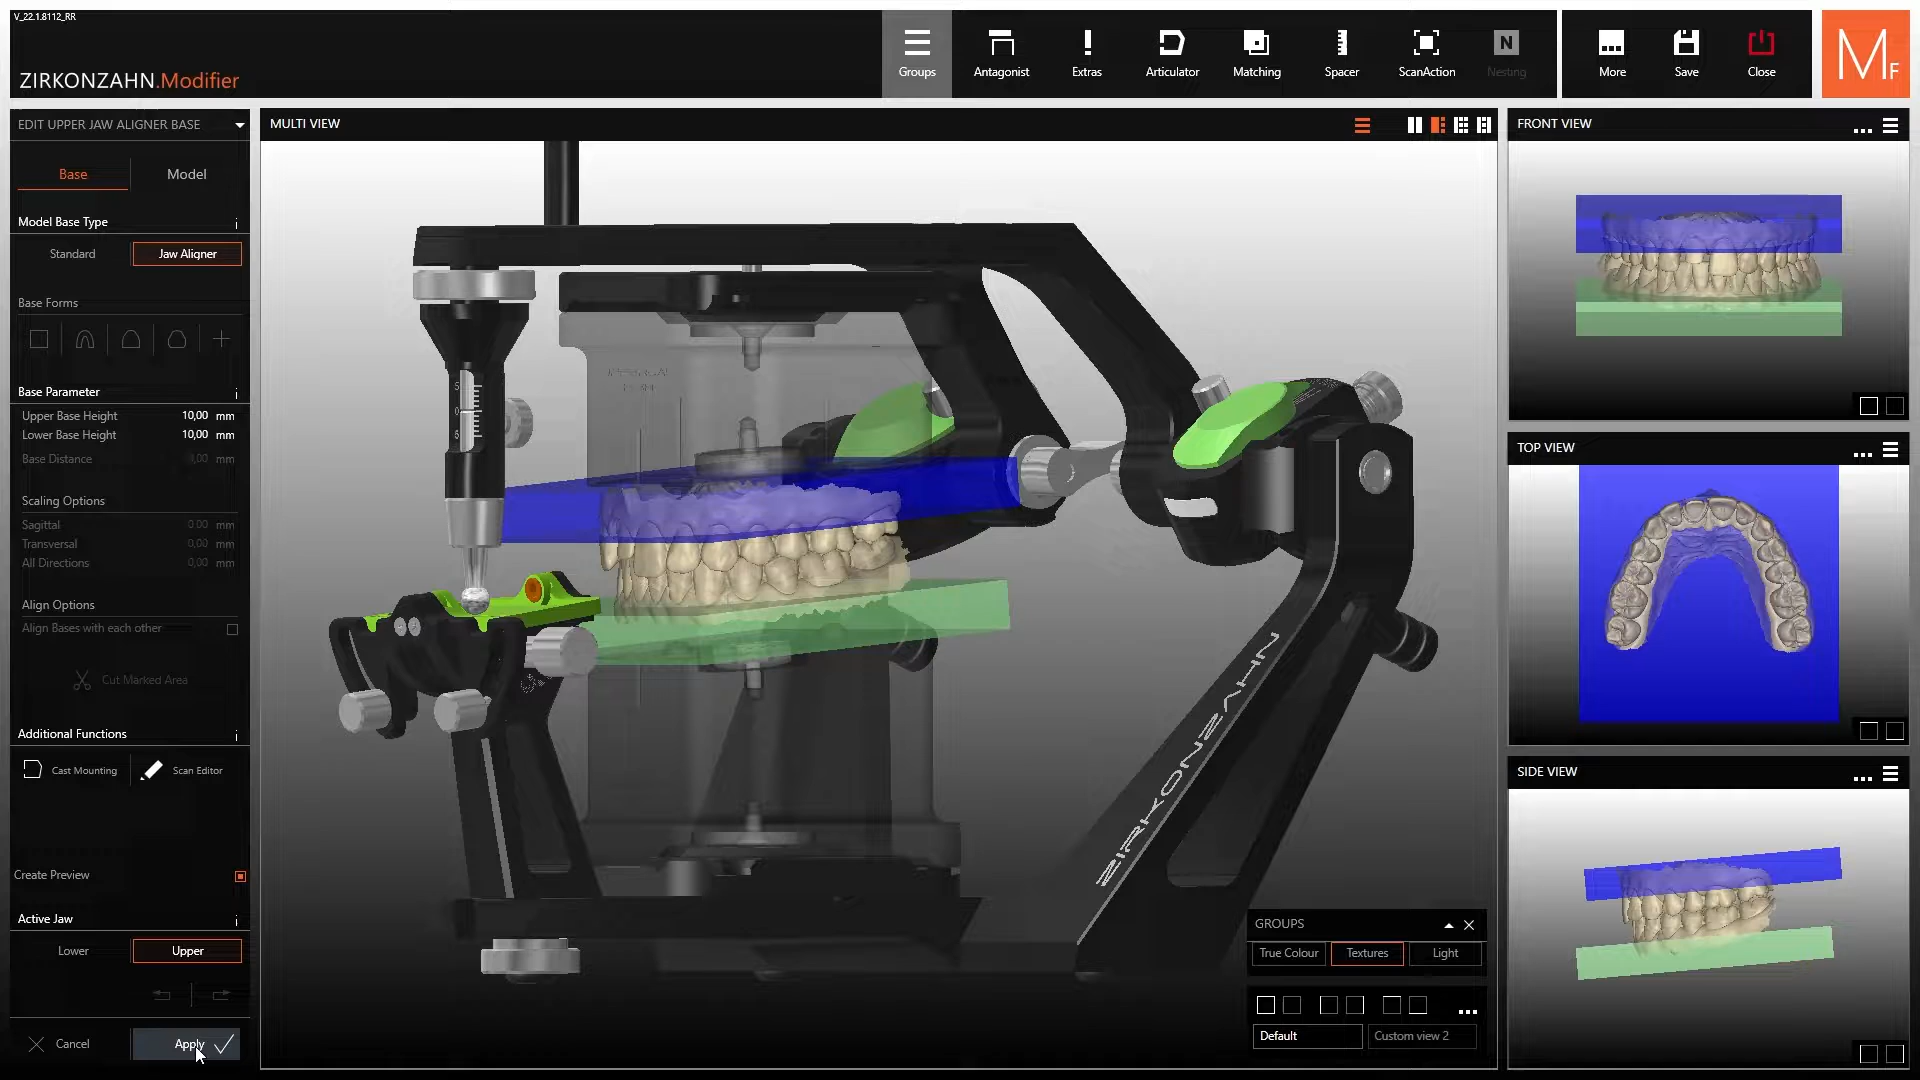 V_22.1.8112_RR
ZIRKONZAHN.Modifier
Groups
Antagonist
Extras
Articulator
Matching
Spacer
ScanAction
Nesting
More
Save
Close
MF
EDIT UPPER JAW ALIGNER BASE
Base
Model
Model Base Type
i
Standard
Jaw Aligner
Base Forms
Base Parameter
i
Upper Base Height 10,00 mm
Lower Base Height 10,00 mm
Base Distance mm
Scaling Options
Sagittal 0.00 mm
Transversal 0,00 mm
All Directions 0,00 mm
Align Options
Align Bases with each other
Cut Marked Area
Additional Functions
i
Cast Mounting
Scan Editor
Create Preview
Active Jaw
i
Lower
Upper
Cancel
Apply
MULTI VIEW
5
0
5
ZIRKONZAHN
GROUPS
True Colour
Textures
Light
Default
Custom view 2
FRONT VIEW
TOP VIEW
SIDE VIEW